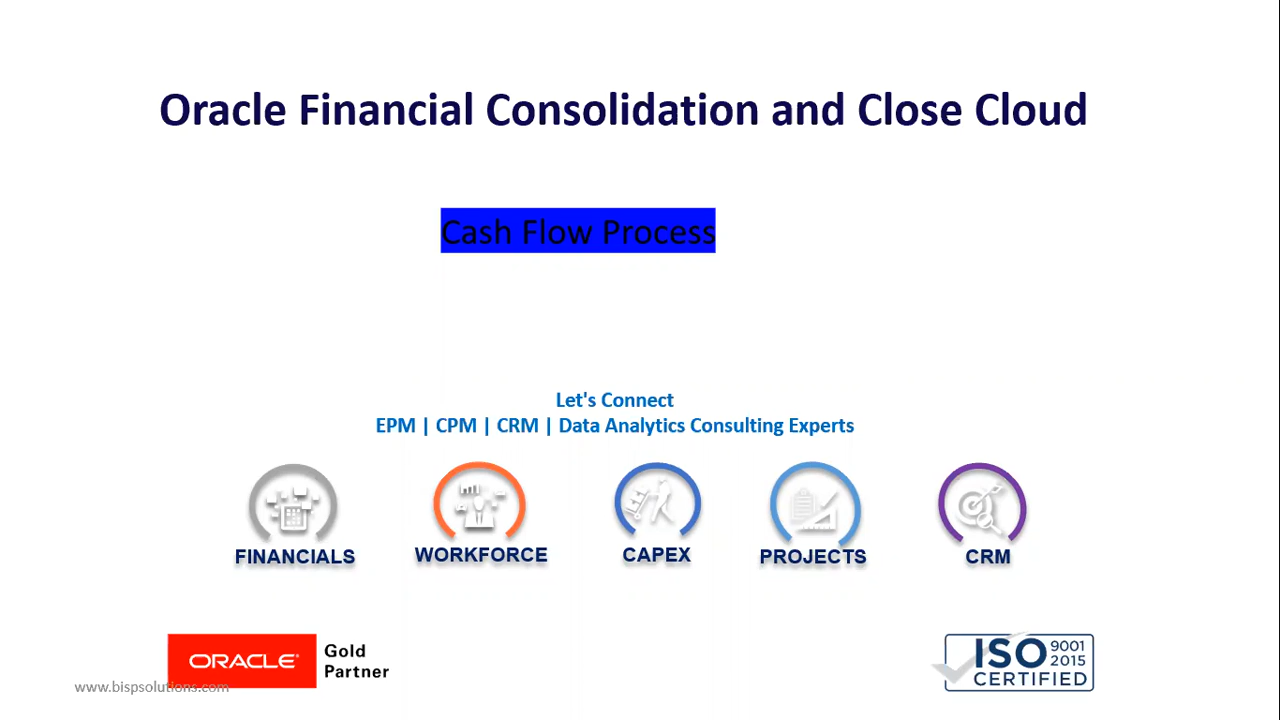 Oracle Financial Consolidation and Close Cloud
Cash Flow Process
Let's Connect
EPM | CPM | CRM | Data Analytics Consulting Experts
FINANCIALS
WORKFORCE
CAPEX
PROJECTS
CRM
ORACLE®
Gold
Partner
www.bispsolutions.com
ISO
9001
2015
CERTIFIED